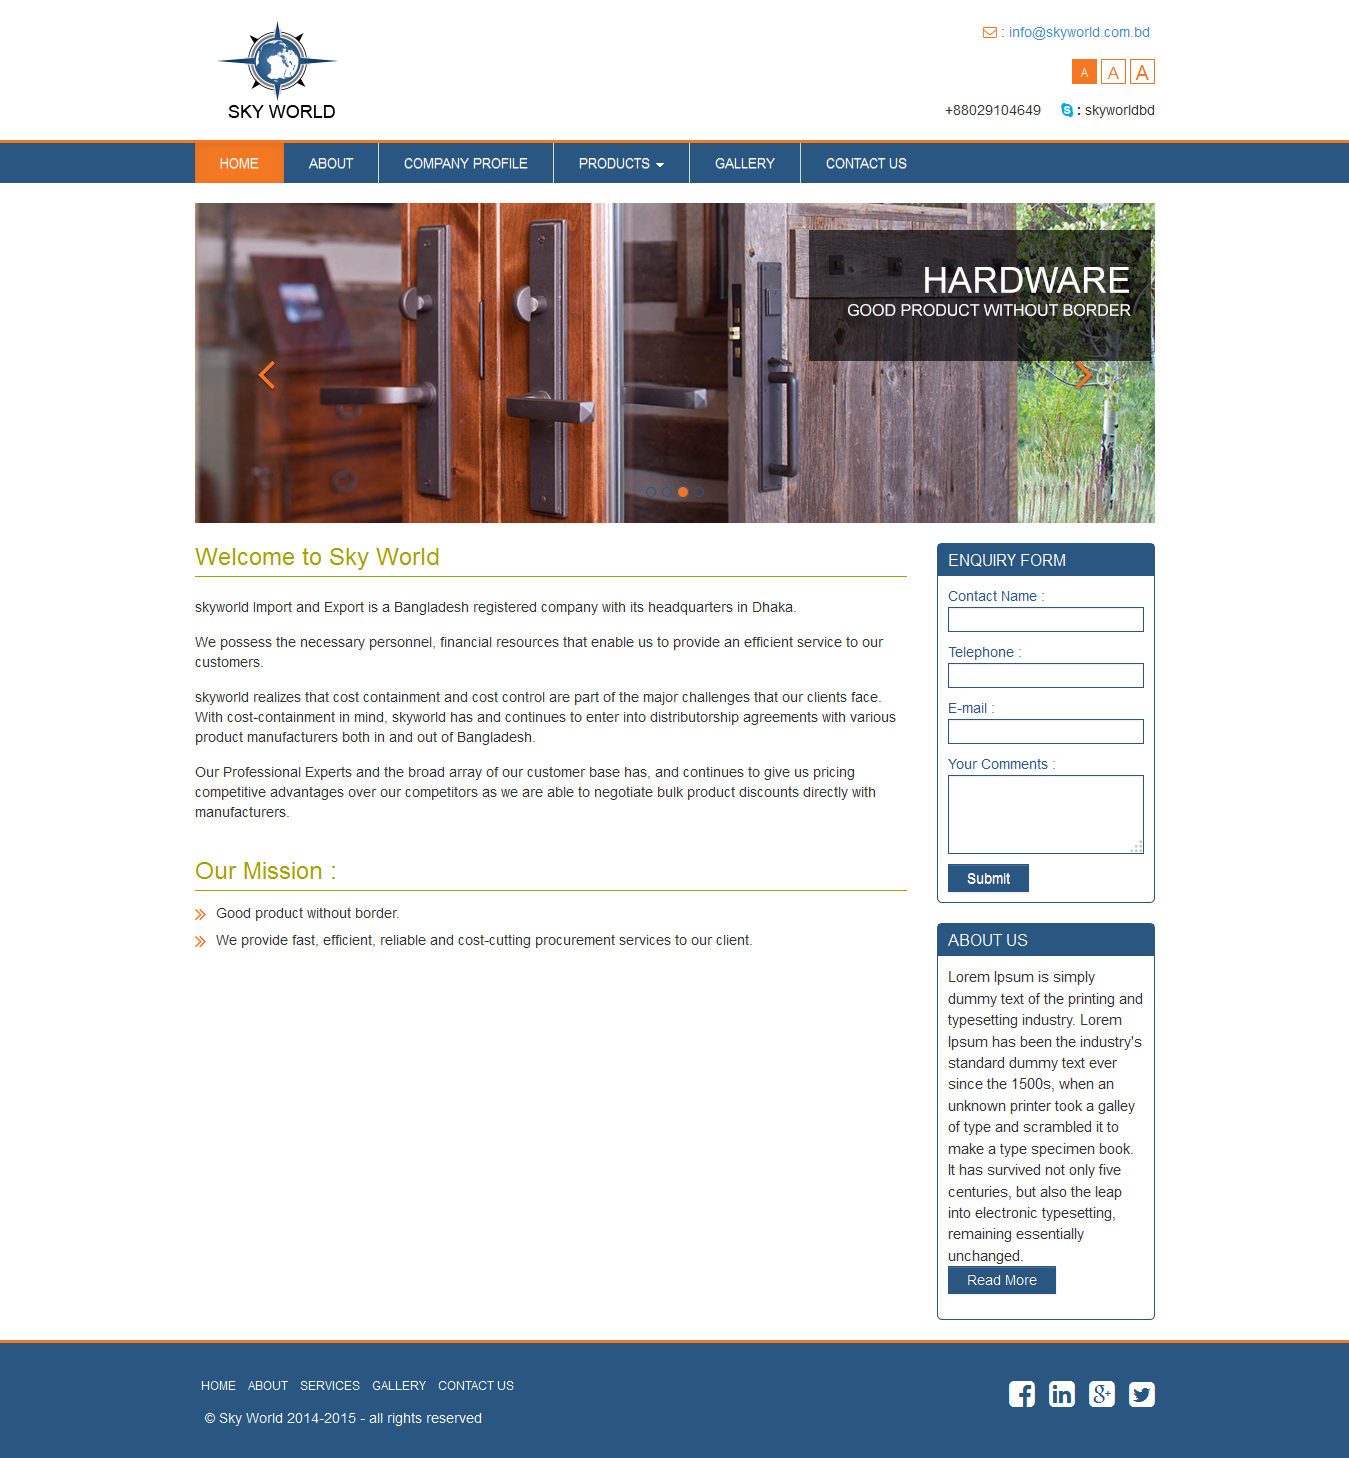 SKY WORLD
: info@skyworld.com.bd
A A A
+88029104649 : skyworldbd
HOME ABOUT COMPANY PROFILE PRODUCTS GALLERY CONTACT US
HARDWARE
GOOD PRODUCT WITHOUT BORDER
Welcome to Sky World
skyworld Import and Export is a Bangladesh registered company with its headquarters in Dhaka.
We possess the necessary personnel, financial resources that enable us to provide an efficient service to our
customers.
skyworld realizes that cost containment and cost control are part of the major challenges that our clients face.
With cost-containment in mind, skyworld has and continues to enter into distributorship agreements with various
product manufacturers both in and out of Bangladesh.
Our Professional Experts and the broad array of our customer base has, and continues to give us pricing
competitive advantages over our competitors as we are able to negotiate bulk product discounts directly with
manufacturers.
Our Mission :
Good product without border.
We provide fast, efficient, reliable and cost-cutting procurement services to our client.
ENQUIRY FORM
Contact Name :
Telephone :
E-mail :
Your Comments :
Submit
ABOUT US
Lorem Ipsum is simply
dummy text of the printing and
typesetting industry. Lorem
Ipsum has been the industry's
standard dummy text ever
since the 1500s, when an
unknown printer took a galley
of type and scrambled it to
make a type specimen book.
It has survived not only five
centuries, but also the leap
into electronic typesetting,
remaining essentially
unchanged.
Read More
HOME ABOUT SERVICES GALLERY CONTACT US
© Sky World 2014-2015 - all rights reserved